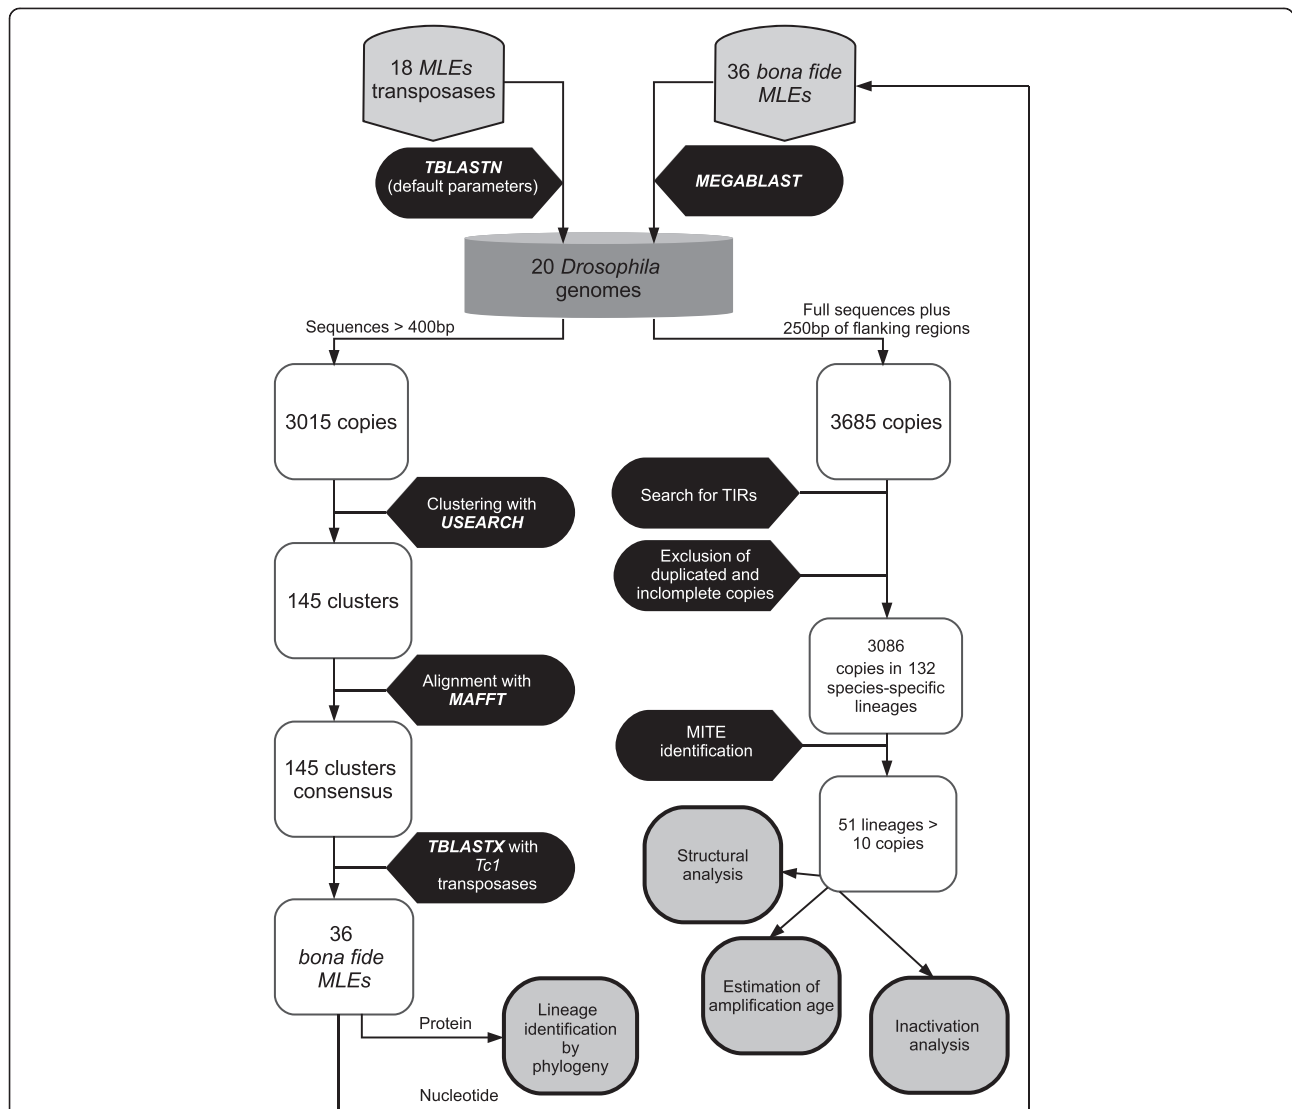 18 MLEs
transposases
36 bona fide
MLEs
TBLASTN
(default parameters)
MEGABLAST
20 Drosophila
genomes
Sequences > 400bp
Full sequences plus
250bp of flanking regions
3015 copies
3685 copies
Clustering with
USEARCH
Search for TIRs
Exclusion of
duplicated and
inclomplete copies
145 clusters
3086
copies in 132
species-specific
lineages
Alignment with
MAFFT
MITE
identification
145 clusters
consensus
51 lineages >
10 copies
TBLASTX with
Tc1
transposases
Structural
analysis
36
bona fide
MLEs
Estimation of
amplification age
Protein
Lineage
identification
by
phylogeny
Inactivation
analysis
Nucleotide